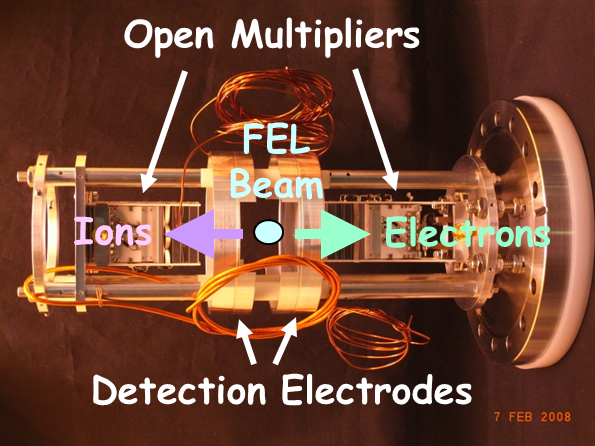 Open Multipliers
FEL
Beam
Ions
Electrons
Detection Electrodes
7 FEB 2008